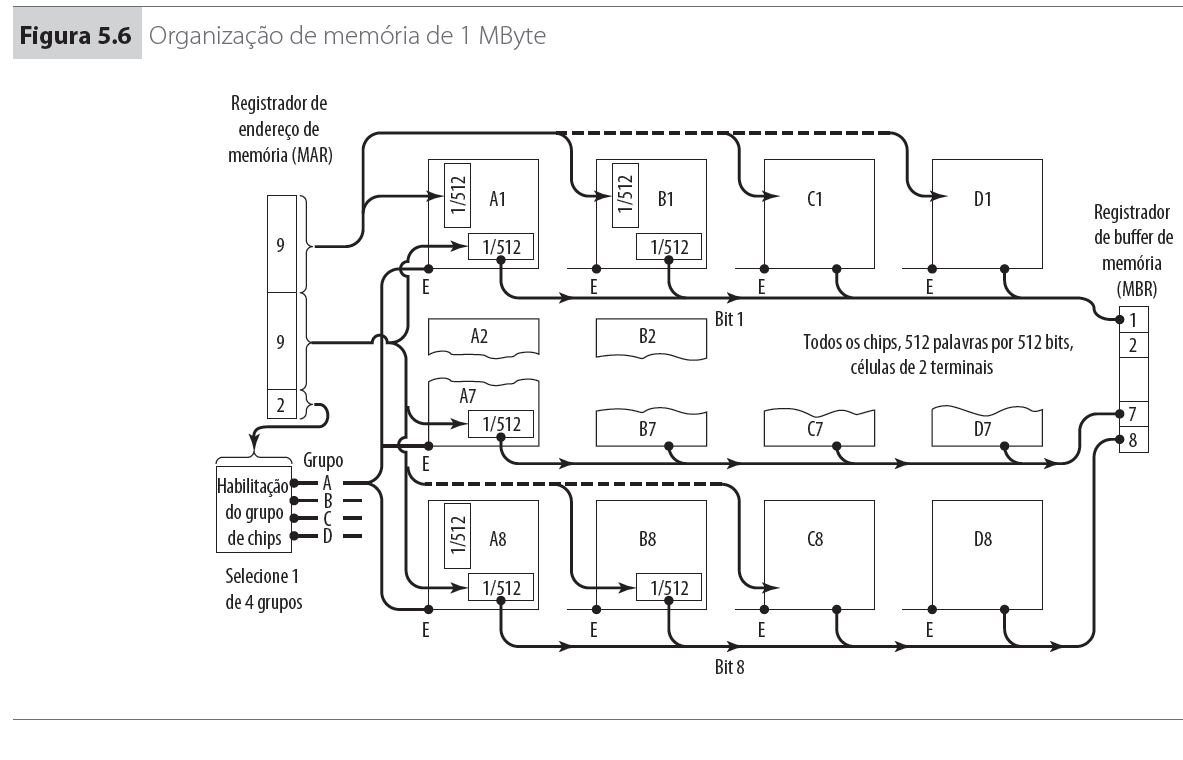 Figura 5.6 Organização de memória de 1 MByte
Registrador de
endereço de
memória (MAR)
9
9
2
Habilitação
do grupo
de chips
Selecione 1
de 4 grupos
Grupo
A
B
C
D
1/512
A1
1/512
E
1/512
B1
1/512
E
C1
E
D1
E
Bit 1
A2
B2
Todos os chips, 512 palavras por 512 bits,
células de 2 terminais
A7
1/512
E
B7
C7
D7
1/512
A8
1/512
E
B8
1/512
E
C8
E
D8
E
Bit 8
Registrador
de buffer de
memória
(MBR)
1
2
7
8